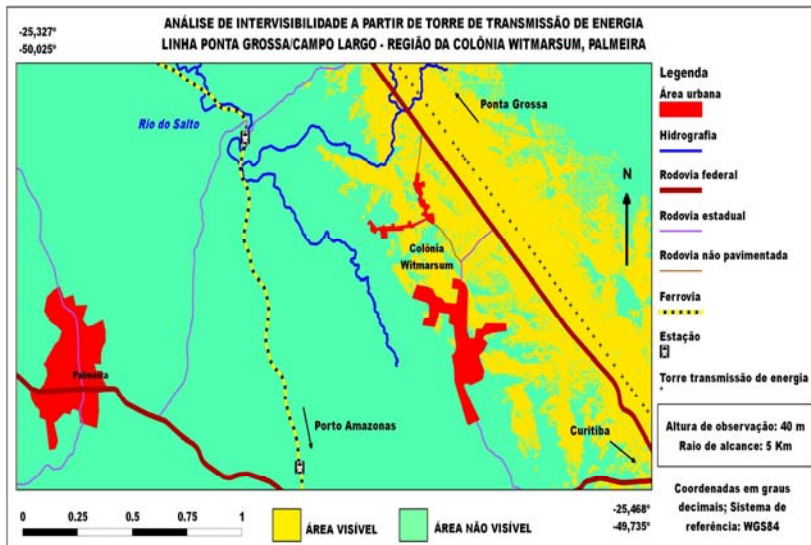 ANÁLISE DE INTERVISIBILIDADE A PARTIR DE TORRE DE TRANSMISSÃO DE ENERGIA
LINHA PONTA GROSSA/CAMPO LARGO - REGIÃO DA COLÔNIA WITMARSUM, PALMEIRA
-25,327°
-50,025°
Rio do Salto
Ponta Grossa
Colônia
Witmarsum
Palmeira
Porto Amazonas
Curitiba
Legenda
Área urbana
Hidrografia
Rodovia federal
N
Rodovia estadual
Rodovia não pavimentada
Ferrovia
Estação
Torre transmissão de energia
Altura de observação: 40 m
Raio de alcance: 5 Km
Coordenadas em graus
decimais; Sistema de
referência: WGS84
-25,468°
-49,735°
0 0.25 0.5 0.75 1
ÁREA VISÍVEL
ÁREA NÃO VISÍVEL